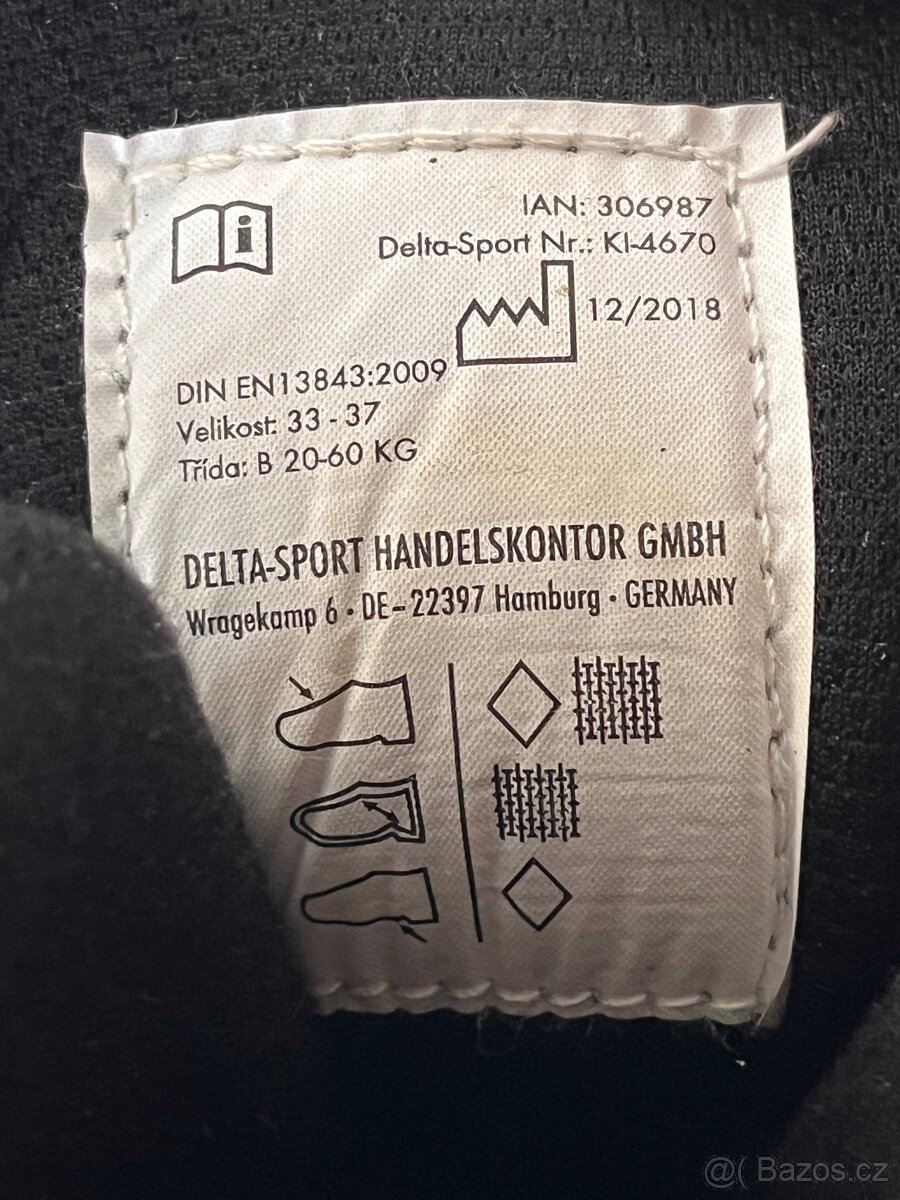 i
IAN: 306987
Delta-Sport Nr.: KI-4670
12/2018
DIN EN13843:2009
Velikost: 33 - 37
Třída: B 20-60 KG
DELTA-SPORT HANDELSKONTOR GMBH
Wragekamp 6 · DE-22397 Hamburg · GERMANY
@( Bazos.cz